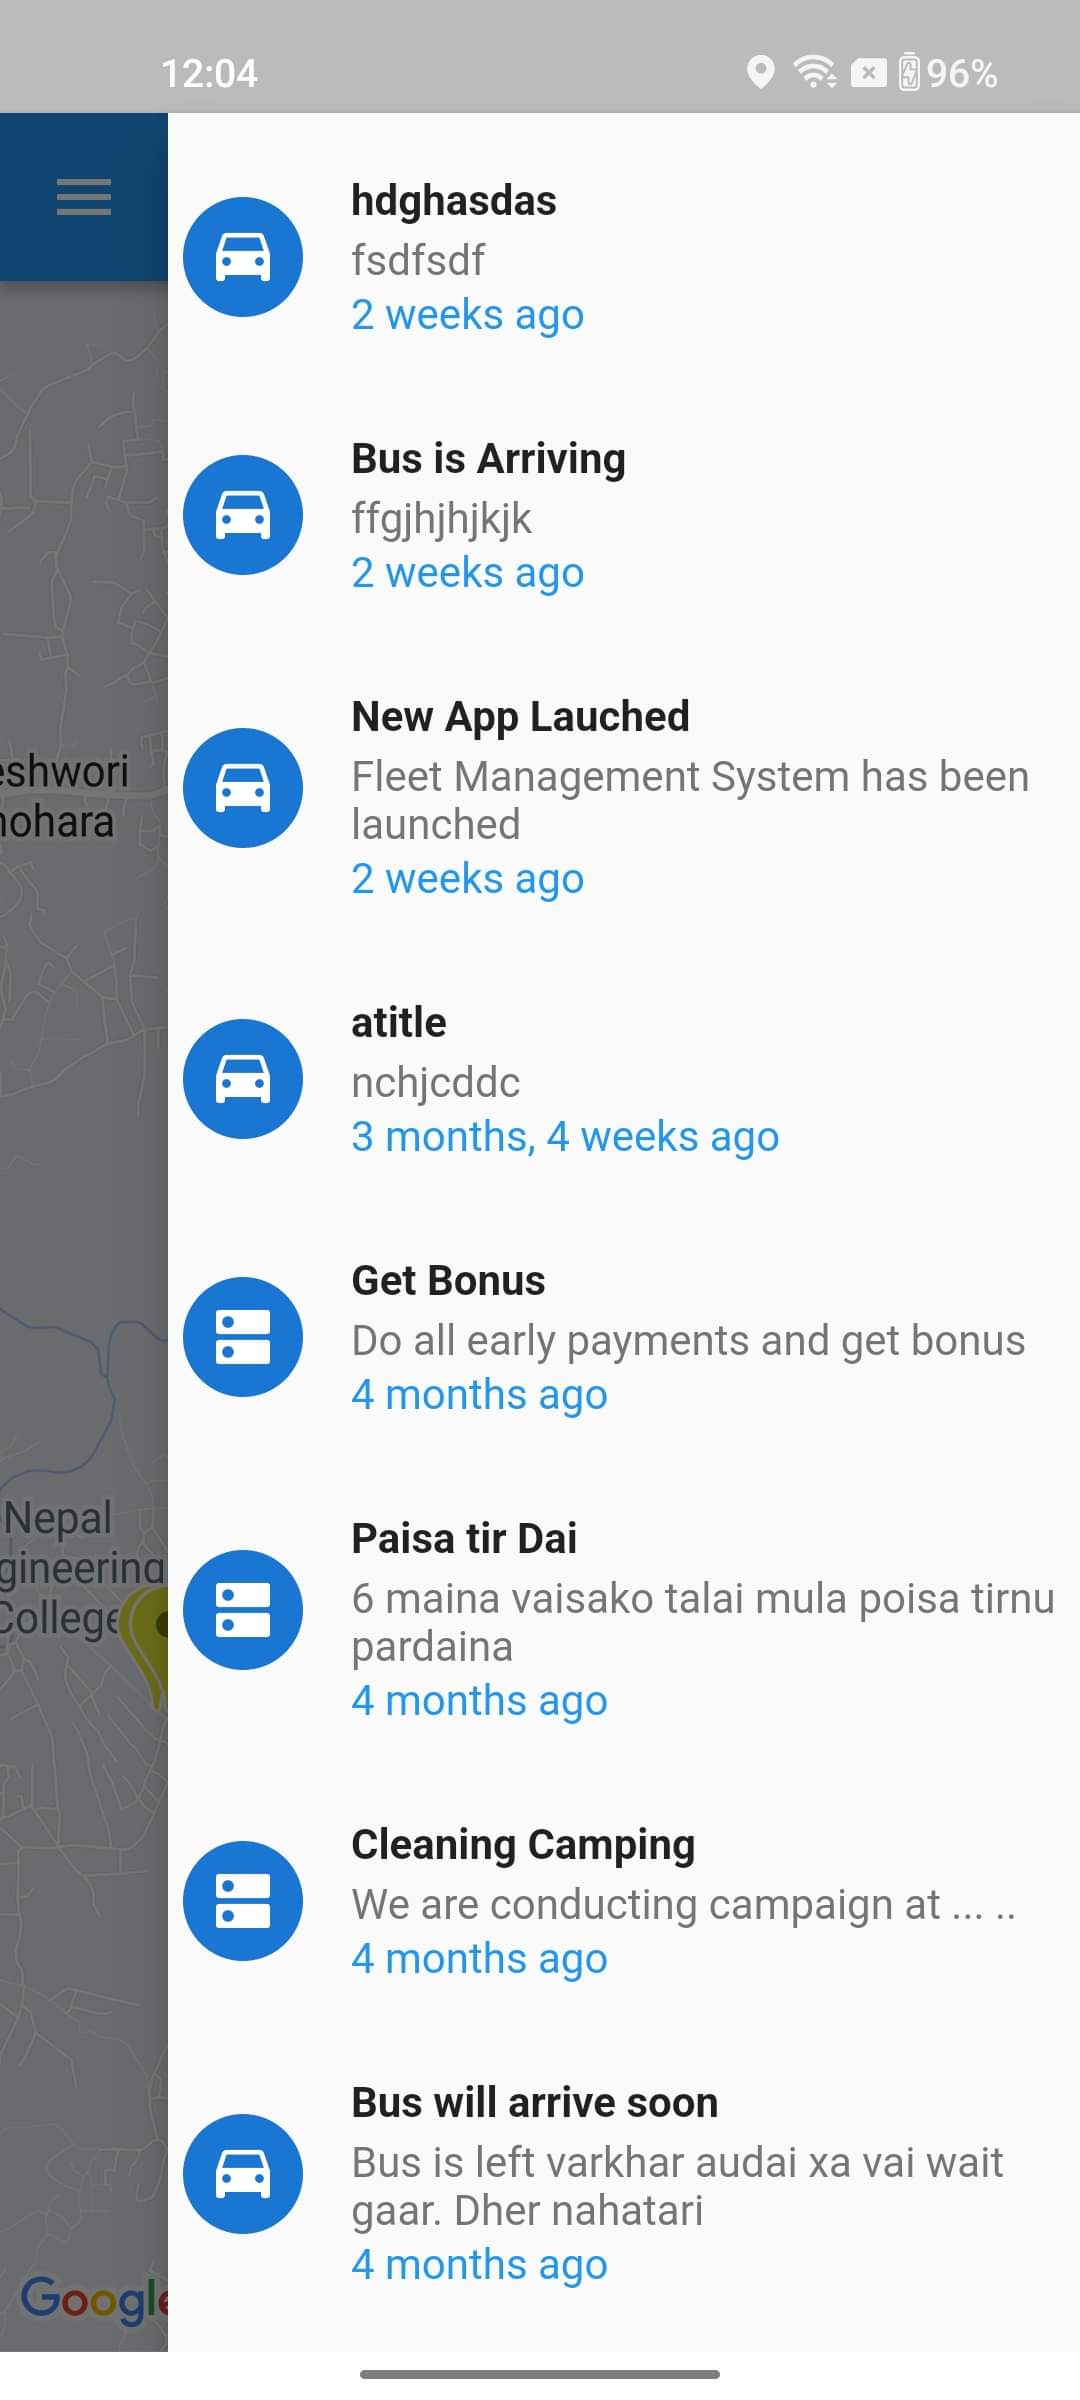 12:04
96%
hdghasdas
fsdfsdf
2 weeks ago
Bus is Arriving
ffgjhjhjkjk
2 weeks ago
New App Lauched
Fleet Management System has been
launched
2 weeks ago
eshwori
nohara
atitle
nchjcddc
3 months, 4 weeks ago
Get Bonus
Do all early payments and get bonus
4 months ago
Nepal
gineering
College
Paisa tir Dai
6 maina vaisako talai mula poisa tirnu
pardaina
4 months ago
Cleaning Camping
We are conducting campaign at ... ..
4 months ago
Bus will arrive soon
Bus is left varkhar audai xa vai wait
gaar. Dher nahatari
4 months ago
Google